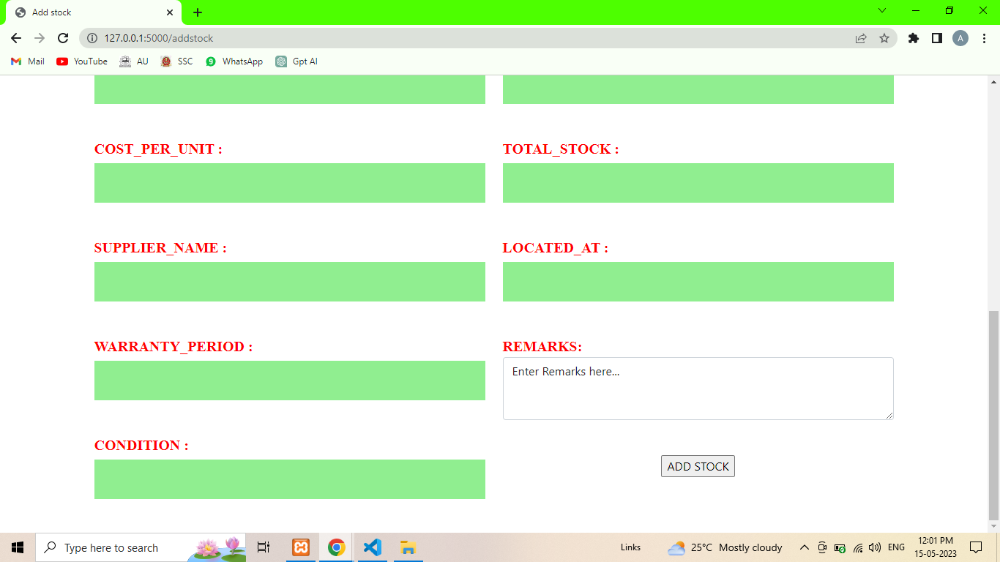 Add stock
127.0.0.1:5000/addstock
A
Mail
YouTube
AU
SSC
9
WhatsApp
Gpt AI
COST_PER_UNIT :
TOTAL_STOCK :
SUPPLIER_NAME :
LOCATED_AT :
WARRANTY_PERIOD :
REMARKS:
Enter Remarks here...
CONDITION :
ADD STOCK
Type here to search
Links
25°C Mostly cloudy
ENG
12:01 PM
15-05-2023